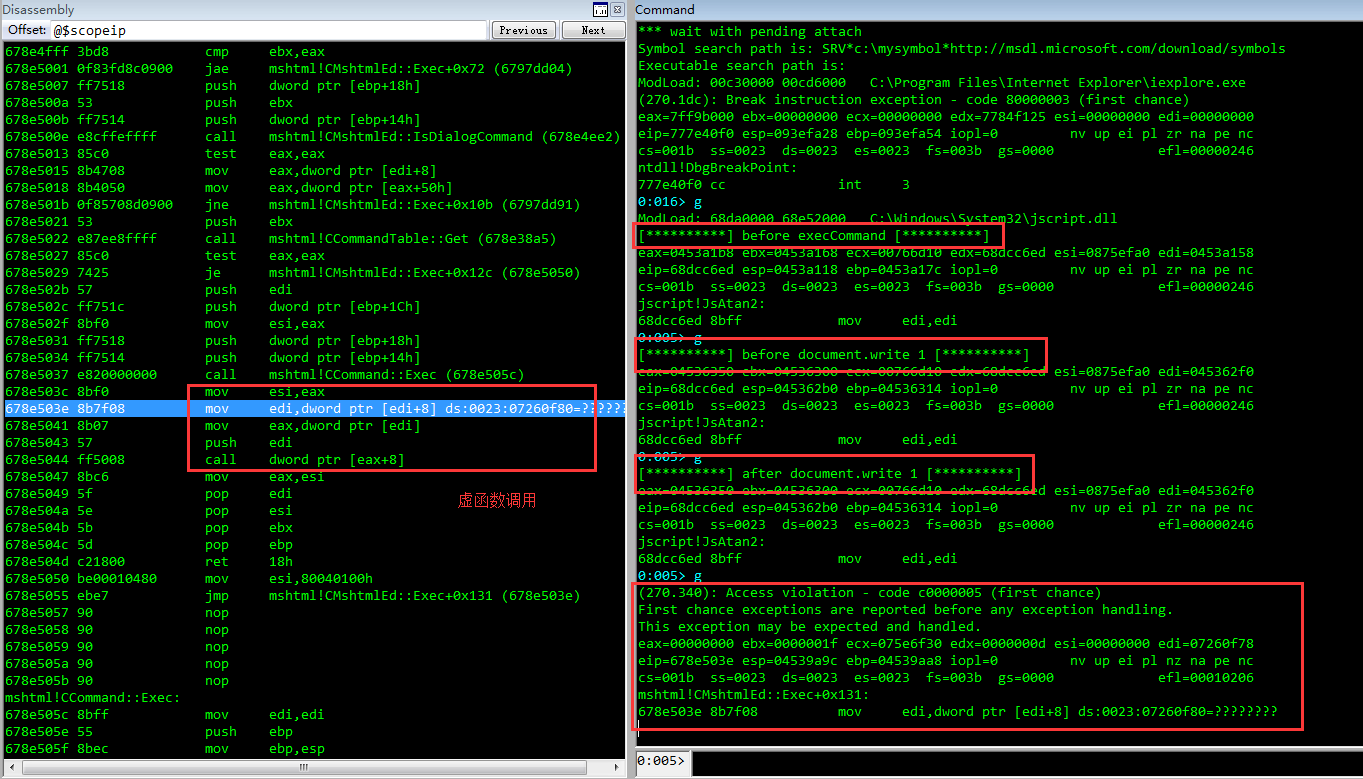 Disassembly
Offset: @$scopeip Previous Next
678e4fff 3bd8 cmp ebx,eax
678e5001 0f83fd8c0900 jae mshtml!CMshtmlEd::Exec+0x72 (6797dd04)
678e5007 ff7518 push dword ptr [ebp+18h]
678e500a 53 push ebx
678e500b ff7514 push dword ptr [ebp+14h]
678e500e e8cffeffff call mshtml!CMshtmlEd::IsDialogCommand (678e4ee2)
678e5013 85c0 test eax,eax
678e5015 8b4708 mov eax,dword ptr [edi+8]
678e5018 8b4050 mov eax,dword ptr [eax+50h]
678e501b 0f85708d0900 jne mshtml!CMshtmlEd::Exec+0x10b (6797dd91)
678e5021 53 push ebx
678e5022 e87ee8ffff call mshtml!CCommandTable::Get (678e38a5)
678e5027 85c0 test eax,eax
678e5029 7425 je mshtml!CMshtmlEd::Exec+0x12c (678e5050)
678e502b 57 push edi
678e502c ff751c push dword ptr [ebp+1Ch]
678e502f 8bf0 mov esi,eax
678e5031 ff7518 push dword ptr [ebp+18h]
678e5034 ff7514 push dword ptr [ebp+14h]
678e5037 e820000000 call mshtml!CCommand::Exec (678e505c)
678e503c 8bf0 mov esi,eax
678e503e 8b7f08 mov edi,dword ptr [edi+8] ds:0023:07260f80=??????
678e5041 8b07 mov eax,dword ptr [edi]
678e5043 57 push edi
678e5044 ff5008 call dword ptr [eax+8]
678e5047 8bc6 mov eax,esi
678e5049 5f pop edi
虚函数调用
678e504a 5e pop esi
678e504b 5b pop ebx
678e504c 5d pop ebp
678e504d c21800 ret 18h
678e5050 be00010480 mov esi,80040100h
678e5055 ebe7 jmp mshtml!CMshtmlEd::Exec+0x131 (678e503e)
678e5057 90 nop
678e5058 90 nop
678e5059 90 nop
678e505a 90 nop
678e505b 90 nop
mshtml!CCommand::Exec:
678e505c 8bff mov edi,edi
678e505e 55 push ebp
678e505f 8bec mov ebp,esp
Command
*** wait with pending attach
Symbol search path is: SRV*c:\mysymbol*http://msdl.microsoft.com/download/symbols
Executable search path is:
ModLoad: 00c30000 00cd6000 C:\Program Files\Internet Explorer\iexplore.exe
(270.1dc): Break instruction exception - code 80000003 (first chance)
eax=7ff9b000 ebx=00000000 ecx=00000000 edx=7784f125 esi=00000000 edi=00000000
eip=777e40f0 esp=093efa28 ebp=093efa54 iopl=0 nv up ei pl zr na pe nc
cs=001b ss=0023 ds=0023 es=0023 fs=003b gs=0000 efl=00000246
ntdll!DbgBreakPoint:
777e40f0 cc int 3
0:016> g
ModLoad: 68da0000 68e52000 C:\Windows\System32\jscript.dll
[**********] before execCommand [**********]
eax=0453a1b8 ebx=0453a168 ecx=00766d10 edx=68dcc6ed esi=0875efa0 edi=0453a158
eip=68dcc6ed esp=0453a118 ebp=0453a17c iopl=0 nv up ei pl zr na pe nc
cs=001b ss=0023 ds=0023 es=0023 fs=003b gs=0000 efl=00000246
jscript!JsAtan2:
68dcc6ed 8bff mov edi,edi
0:005> g
[**********] before document.write 1 [**********]
eax=04536350 ebx=04536300 ecx=00766d10 edx=68dcc6ed esi=0875efa0 edi=045362f0
eip=68dcc6ed esp=045362b0 ebp=04536314 iopl=0 nv up ei pl zr na pe nc
cs=001b ss=0023 ds=0023 es=0023 fs=003b gs=0000 efl=00000246
jscript!JsAtan2:
68dcc6ed 8bff mov edi,edi
0:005> g
[**********] after document.write 1 [**********]
eax=04536350 ebx=04536300 ecx=00766d10 edx=68dcc6ed esi=0875efa0 edi=045362f0
eip=68dcc6ed esp=045362b0 ebp=04536314 iopl=0 nv up ei pl zr na pe nc
cs=001b ss=0023 ds=0023 es=0023 fs=003b gs=0000 efl=00000246
jscript!JsAtan2:
68dcc6ed 8bff mov edi,edi
0:005> g
(270.340): Access violation - code c0000005 (first chance)
First chance exceptions are reported before any exception handling.
This exception may be expected and handled.
eax=00000000 ebx=0000001f ecx=075e6f30 edx=0000000d esi=00000000 edi=07260f78
eip=678e503e esp=04539a9c ebp=04539aa8 iopl=0 nv up ei pl nz na pe nc
cs=001b ss=0023 ds=0023 es=0023 fs=003b gs=0000 efl=00010206
mshtml!CMshtmlEd::Exec+0x131:
678e503e 8b7f08 mov edi,dword ptr [edi+8] ds:0023:07260f80=????????
0:005>